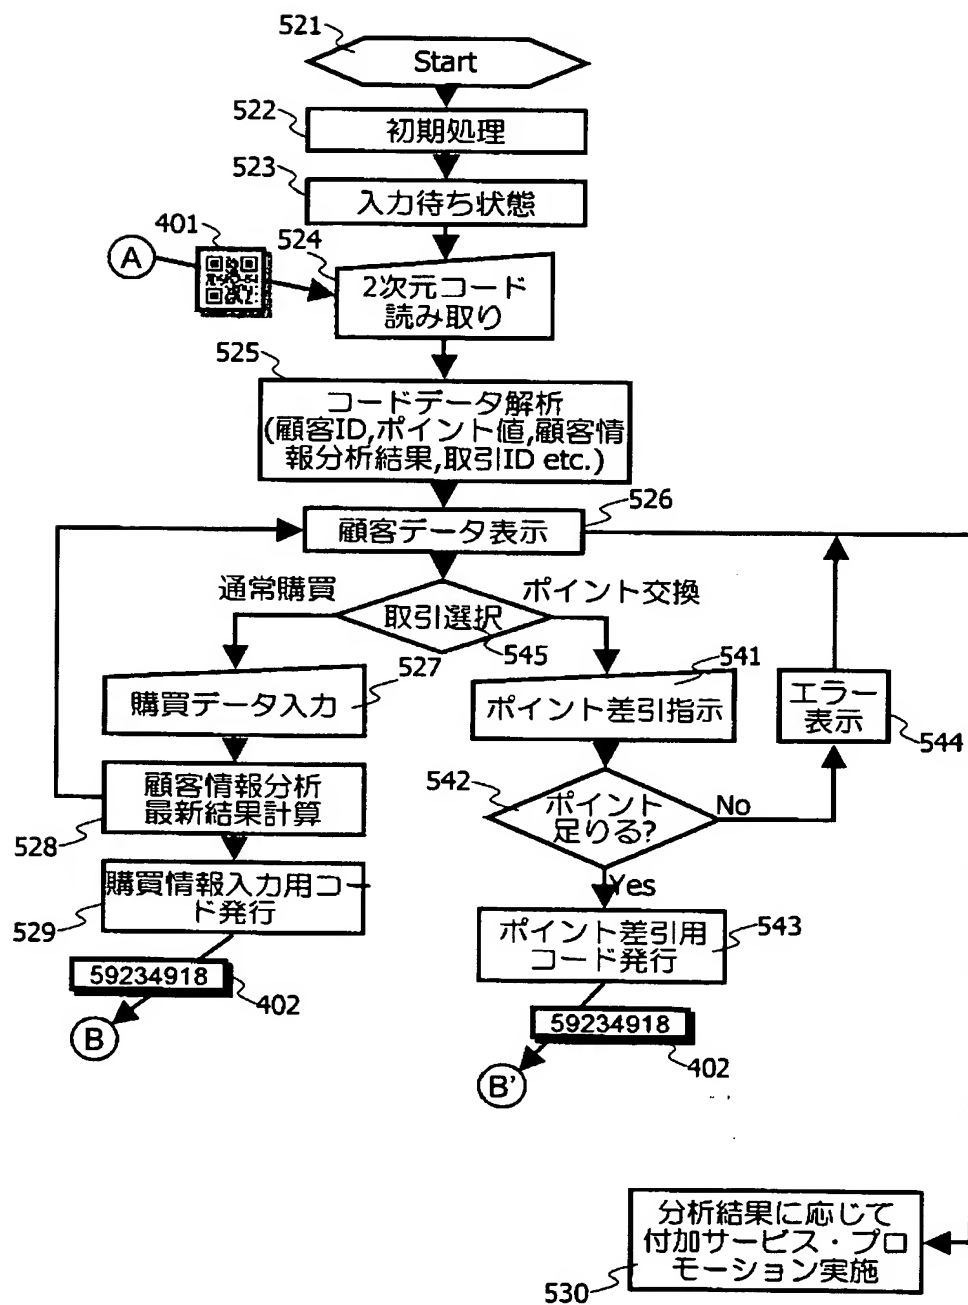 521
Start
522
初期処理
523
入力待ち状態
401
524
A
2次元コード
読み取り
525
コードデータ解析
(顧客ID,ポイント値,顧客情
報分析結果,取引ID etc.)
526
顧客データ表示
通常購買
ポイント交換
取引選択
545
527
購買データ入力
541
ポイント差引指示
エラー
表示
544
顧客情報分析
最新結果計算
528
542
ポイント
足りる?
No
Yes
購買情報入力用コー
ド発行
529
ポイント差引用
コード発行
543
59234918
402
B
59234918
402
B'
分析結果に応じて
付加サービス・プロ
モーション実施
530